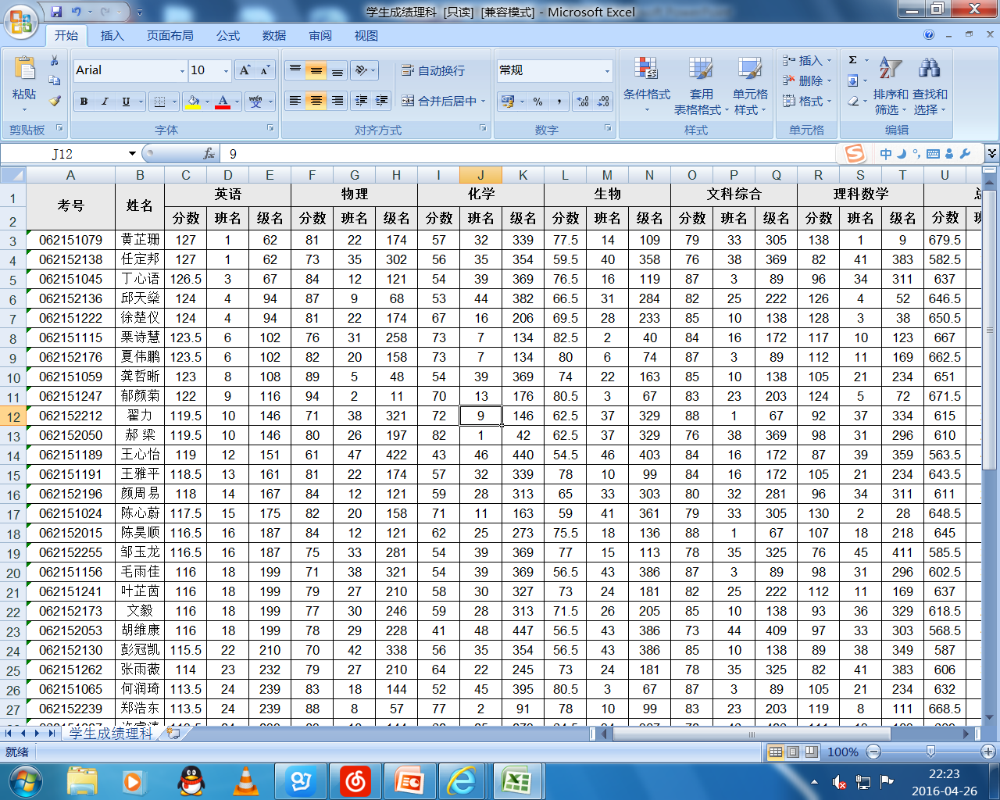 学生成绩理科 [只读] [兼容模式] - Microsoft Excel
开始 插入 页面布局 公式 数据 审阅 视图
粘贴 Arial 10 自动换行 常规 条件格式 套用 表格格式 单元格 样式 插入 删除 格式 排序和 筛选 查找和 选择
B I U 合并后居中 % ,
剪贴板 字体 对齐方式 数字 样式 单元格 编辑
J12 fx 9 中
A B C D E F G H I J K L M N O P Q R S T U
1 考号 姓名 英语 物理 化学 生物 文科综合 理科数学
2 分数 班名 级名 分数 班名 级名 分数 班名 级名 分数 班名 级名 分数 班名 级名 分数 班名 级名 分数
3 062151079 黄芷珊 127 1 62 81 22 174 57 32 339 77.5 14 109 79 33 305 138 1 9 679.5
4 062152138 任定邦 127 1 62 73 35 302 56 35 354 59.5 40 358 76 38 369 82 41 383 582.5
5 062151045 丁心语 126.5 3 67 84 12 121 54 39 369 76.5 16 119 87 3 89 96 34 311 637
6 062152136 邱天燊 124 4 94 87 9 68 53 44 382 66.5 31 284 82 25 222 126 4 52 646.5
7 062151222 徐楚仪 124 4 94 81 22 174 67 16 206 69.5 28 233 85 10 138 128 3 38 650.5
8 062151115 栗诗慧 123.5 6 102 76 31 258 73 7 134 82.5 2 40 84 16 172 117 10 123 667
9 062152176 夏伟鹏 123.5 6 102 82 20 158 73 7 134 80 6 74 87 3 89 112 11 169 662.5
10 062151059 龚哲晰 123 8 108 89 5 48 54 39 369 74 22 163 85 10 138 105 21 234 651
11 062151247 郁颜菊 122 9 116 94 2 11 70 13 176 80.5 3 67 83 23 203 124 5 72 671.5
12 062152212 翟力 119.5 10 146 71 38 321 72 9 146 62.5 37 329 88 1 67 92 37 334 615
13 062152050 郝 梁 119.5 10 146 80 26 197 82 1 42 62.5 37 329 76 38 369 98 31 296 610
14 062151189 王心怡 119 12 151 61 47 422 43 46 440 54.5 46 403 84 16 172 87 39 359 563.5
15 062151191 王雅平 118.5 13 161 81 22 174 57 32 339 78 10 99 84 16 172 105 21 234 643.5
16 062152196 颜周易 118 14 167 84 12 121 59 28 313 65 33 303 80 32 281 96 34 311 611
17 062151024 陈心蔚 117.5 15 175 82 20 158 71 11 163 59 41 361 79 33 305 130 2 28 648.5
18 062152015 陈昊顺 116.5 16 187 84 12 121 62 25 273 75.5 18 136 88 1 67 107 18 218 645
19 062152255 邹玉龙 116.5 16 187 75 33 281 54 39 369 77 15 113 78 35 325 76 45 411 585.5
20 062151156 毛雨佳 116 18 199 71 38 321 54 39 369 56.5 43 386 87 3 89 98 31 296 602.5
21 062151241 叶芷茵 116 18 199 79 27 210 58 30 327 73 24 181 82 25 222 112 11 169 637
22 062152173 文毅 116 18 199 77 30 246 59 28 313 71.5 26 205 85 10 138 93 36 329 618.5
23 062152053 胡维康 116 18 199 78 29 228 41 48 447 56.5 43 386 73 44 409 97 33 303 568.5
24 062152130 彭冠凯 115.5 22 210 70 42 338 56 35 354 56.5 43 386 85 10 138 89 38 349 587
25 062151262 张雨薇 114 23 232 79 27 210 64 22 245 73 24 181 78 35 325 82 41 383 606
26 062151065 何润琦 113.5 24 239 83 18 144 52 45 395 80.5 3 67 87 3 89 105 21 234 632
27 062152239 郑浩东 113.5 24 239 88 8 57 77 2 91 78 10 99 83 23 203 119 8 111 668.5
学生成绩理科
就绪 100%
22:23
2016-04-26